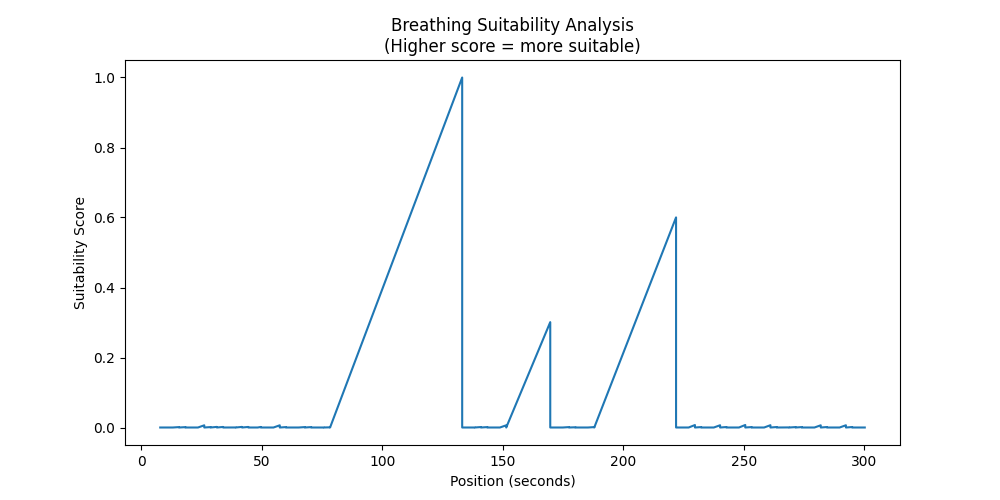 Breathing Suitability Analysis
(Higher score = more suitable)
Suitability Score
1.0
0.8
0.6
0.4
0.2
0.0
0 50 100 150 200 250 300
Position (seconds)